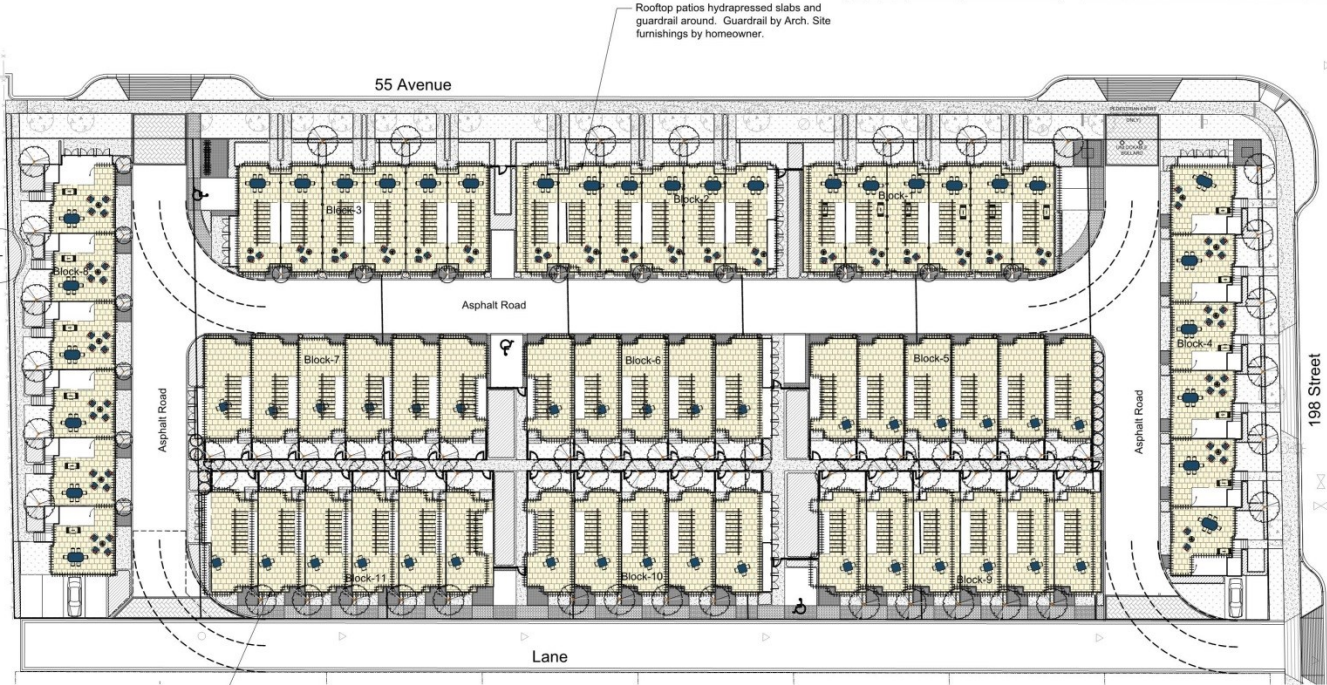 Rooftop patios hydrapressed slabs and
guardrail around. Guardrail by Arch. Site
furnishings by homeowner.
55 Avenue
PEDESTRIAN ENTRY
ONLY)
UNLOCKABLE
BOLLARD
Block-3
Block-2
Block-1
Block-8
Asphalt Road
Block-4
Block-7
Block-6
Block-5
198 Street
Asphalt Road
Asphalt Road
Block-11
Block-10
Block-9
Lane